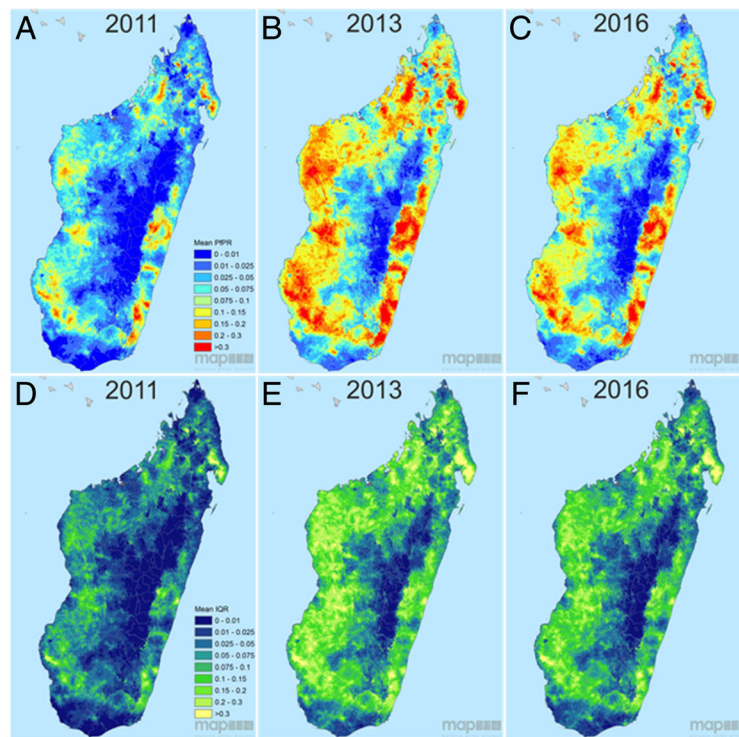 A
2011
B
2013
C
2016
Mean PfPR
0 - 0.01
0.01 - 0.025
0.025 - 0.05
0.05 - 0.075
0.075 - 0.1
0.1 - 0.15
0.15 - 0.2
0.2 - 0.3
>0.3
map
map
map
D
2011
E
2013
F
2016
Mean IQR
0 - 0.01
0.01 - 0.025
0.025 - 0.05
0.05 - 0.075
0.075 - 0.1
0.1 - 0.15
0.15 - 0.2
0.2 - 0.3
>0.3
map
map
map